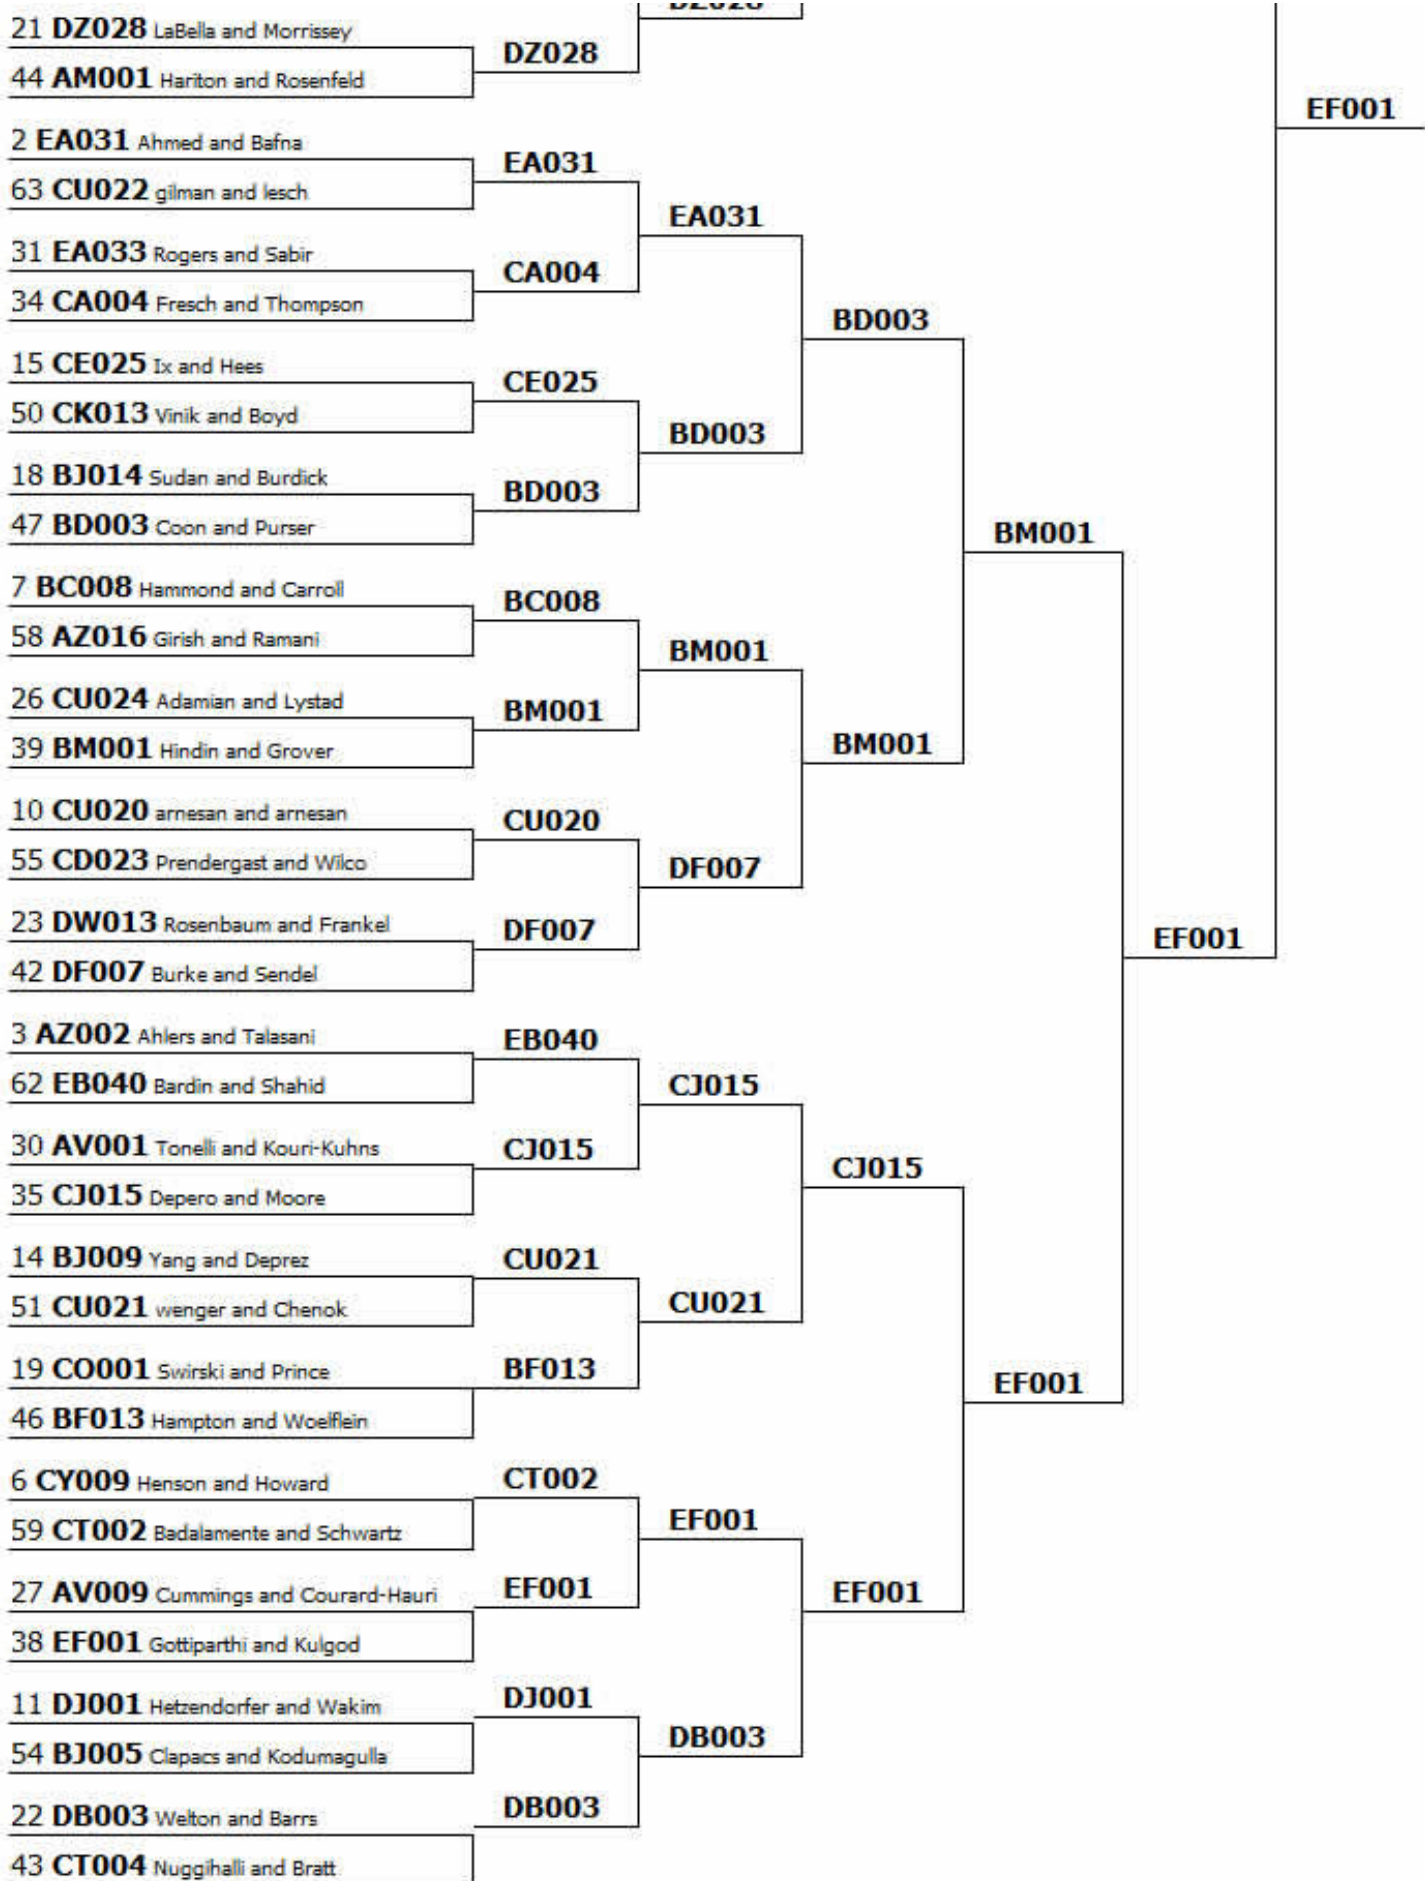 DZ028
21 DZ028 LaBella and Morrissey
DZ028
44 AM001 Hariton and Rosenfeld
EF001
2 EA031 Ahmed and Bafna
EA031
63 CU022 gilman and lesch
EA031
31 EA033 Rogers and Sabir
CA004
34 CA004 Fresch and Thompson
BD003
15 CE025 Ix and Hees
CE025
50 CK013 Vinik and Boyd
BD003
18 BJ014 Sudan and Burdick
BD003
47 BD003 Coon and Purser
BM001
7 BC008 Hammond and Carroll
BC008
58 AZ016 Girish and Ramani
BM001
26 CU024 Adamian and Lystad
BM001
39 BM001 Hindin and Grover
BM001
10 CU020 arnesan and arnesan
CU020
55 CD023 Prendergast and Wilco
DF007
23 DW013 Rosenbaum and Frankel
DF007
EF001
42 DF007 Burke and Sendel
3 AZ002 Ahlers and Talasani
EB040
62 EB040 Bardin and Shahid
CJ015
30 AV001 Tonelli and Kouri-Kuhns
CJ015
CJ015
35 CJ015 Depero and Moore
14 BJ009 Yang and Deprez
CU021
51 CU021 wenger and Chenok
CU021
19 CO001 Swirski and Prince
BF013
EF001
46 BF013 Hampton and Woelflein
6 CY009 Henson and Howard
CT002
59 CT002 Badalamente and Schwartz
EF001
27 AV009 Cummings and Courard-Hauri
EF001
EF001
38 EF001 Gottiparthi and Kulgod
11 DJ001 Hetzendorfer and Wakim
DJ001
54 BJ005 Clapacs and Kodumagulla
DB003
22 DB003 Welton and Barrs
DB003
43 CT004 Nuggihalli and Bratt